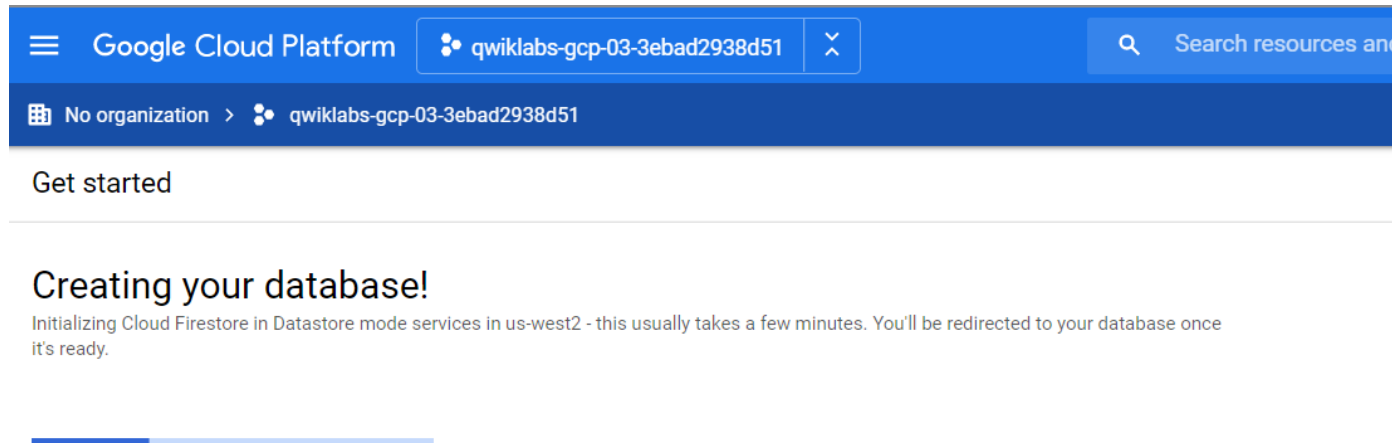 Google Cloud Platform qwiklabs-gcp-03-3ebad2938d51 Search resources and
No organization > qwiklabs-gcp-03-3ebad2938d51
Get started
Creating your database!
Initializing Cloud Firestore in Datastore mode services in us-west2 - this usually takes a few minutes. You'll be redirected to your database once
it's ready.